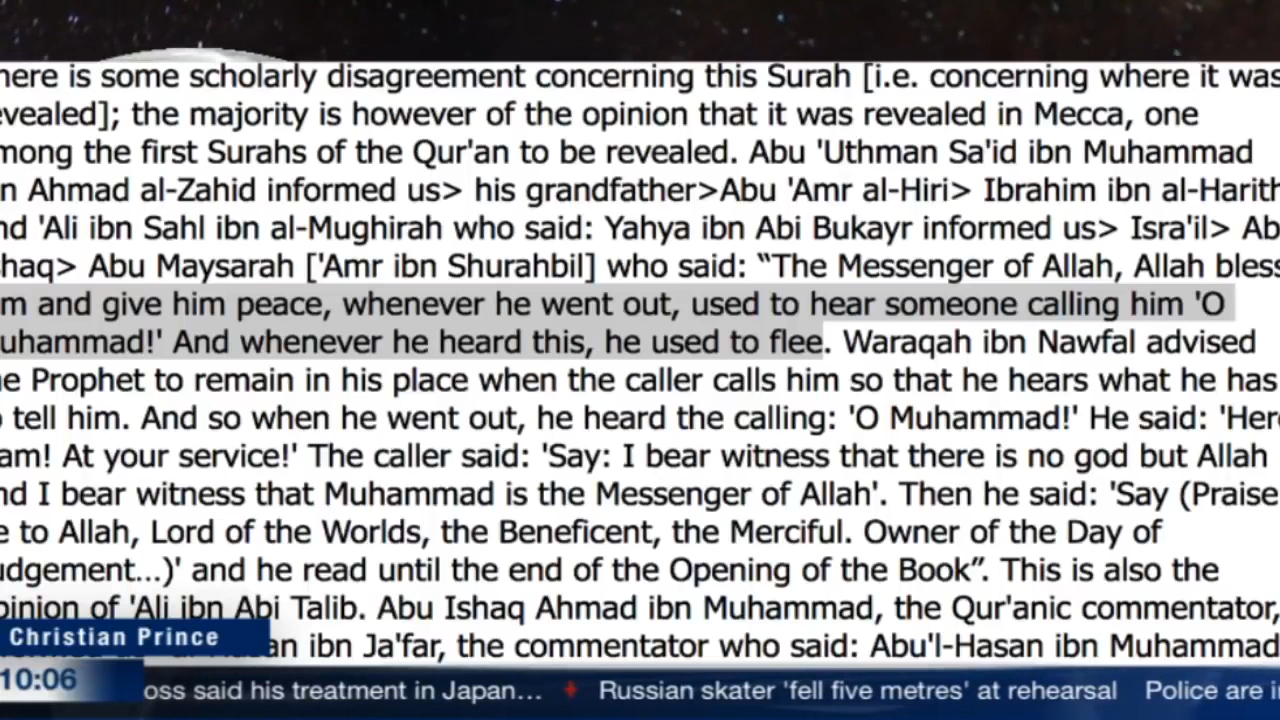 here is some scholarly disagreement concerning this Surah [i.e. concerning where it was
evealed]; the majority is however of the opinion that it was revealed in Mecca, one
mong the first Surahs of the Qur'an to be revealed. Abu 'Uthman Sa'id ibn Muhammad
n Ahmad al-Zahid informed us> his grandfather>Abu 'Amr al-Hiri> Ibrahim ibn al-Harith
nd 'Ali ibn Sahl ibn al-Mughirah who said: Yahya ibn Abi Bukayr informed us> Isra'il> Ab
shaq> Abu Maysarah ['Amr ibn Shurahbil] who said: “The Messenger of Allah, Allah bless
m and give him peace, whenever he went out, used to hear someone calling him 'O
uhammad!' And whenever he heard this, he used to flee. Waraqah ibn Nawfal advised
e Prophet to remain in his place when the caller calls him so that he hears what he has
o tell him. And so when he went out, he heard the calling: 'O Muhammad!' He said: 'Here
am! At your service!' The caller said: 'Say: I bear witness that there is no god but Allah
nd I bear witness that Muhammad is the Messenger of Allah'. Then he said: 'Say (Praise
e to Allah, Lord of the Worlds, the Beneficent, the Merciful. Owner of the Day of
udgement...)' and he read until the end of the Opening of the Book”. This is also the
pinion of 'Ali ibn Abi Talib. Abu Ishaq Ahmad ibn Muhammad, the Qur'anic commentator,
an ibn Ja'far, the commentator who said: Abu'l-Hasan ibn Muhammad
Christian Prince
10:06
oss said his treatment in Japan... Russian skater 'fell five metres' at rehearsal Police are i